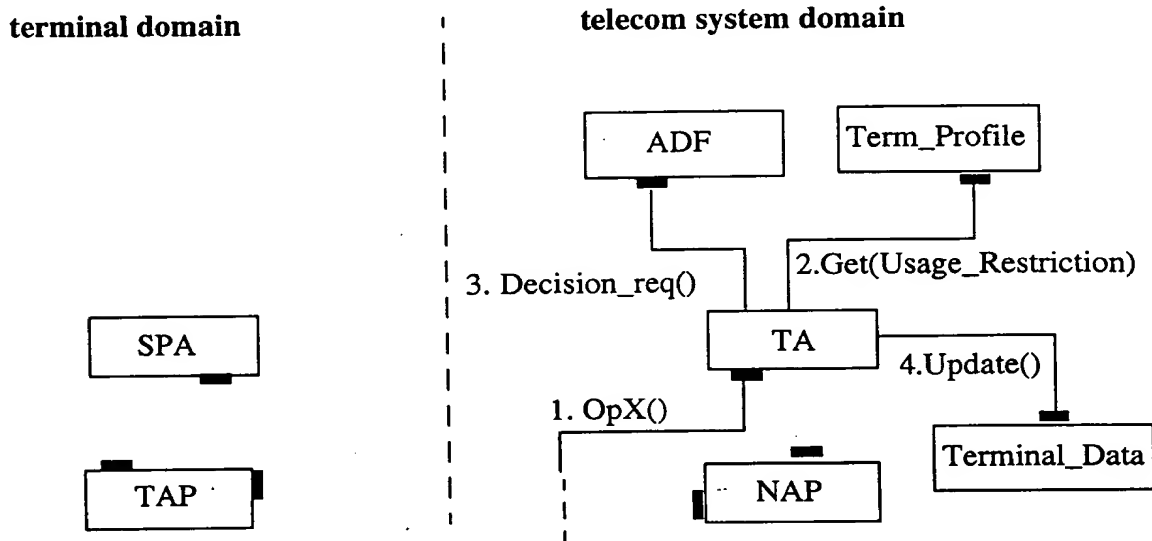 terminal domain
telecom system domain
ADF
Term_Profile
2.Get(Usage_Restriction)
3. Decision_req()
SPA
TA
4.Update()
1. OpX()
Terminal_Data
TAP
NAP